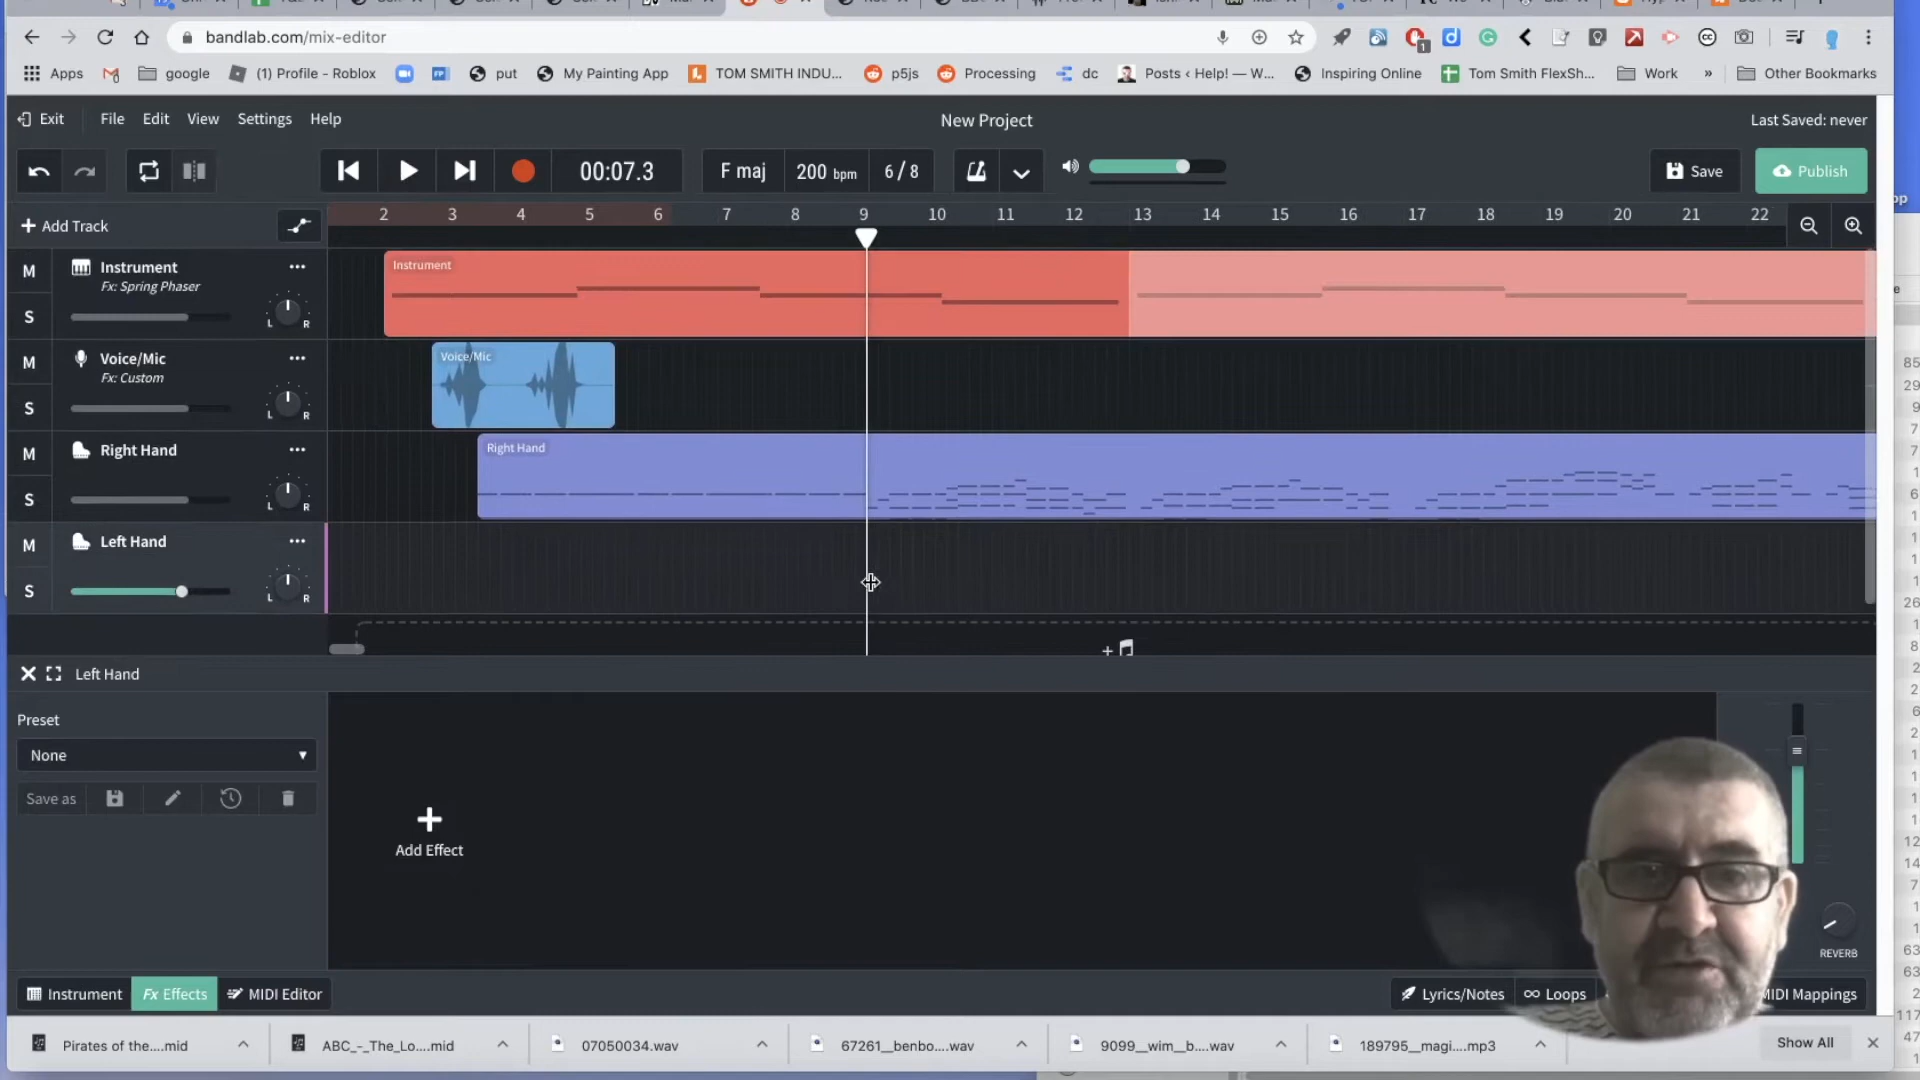 bandlab.com/mix-editor
1
Apps
google
(1) Profile - Roblox
FP
put
My Painting App
TOM SMITH INDU...
p5js
Processing
dc
Posts ‹ Help! — W...
Inspiring Online
Tom Smith FlexSh...
Work
»
Other Bookmarks
Exit
File
Edit
View
Settings
Help
New Project
Last Saved: never
00:07.3
F maj
200 bpm
6 / 8
Save
Publish
+ Add Track
2 3 4 5 6 7 8 9 10 11 12 13 14 15 16 17 18 19 20 21 22
M
Instrument
Fx: Spring Phaser
S
L R
Instrument
M
Voice/Mic
Fx: Custom
S
L R
Voice/Mic
M
Right Hand
S
L R
Right Hand
M
Left Hand
S
L R
Left Hand
Preset
None
Save as
Add Effect
REVERB
Instrument
Fx Effects
MIDI Editor
Lyrics/Notes
Loops
MIDI Mappings
Pirates of the....mid
ABC_-_The_Lo....mid
07050034.wav
67261__benbo....wav
9099__wim__b....wav
189795__magi....mp3
Show All